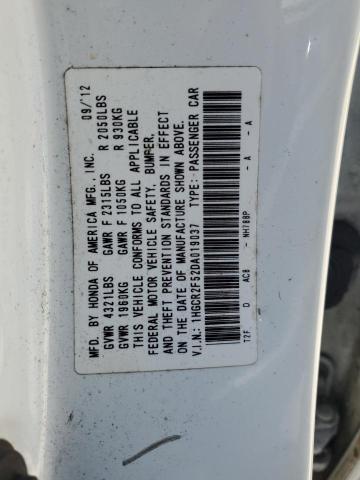 MFD. BY HONDA OF AMERICA MFG., INC. 09/12
GVWR 4321LBS GAWR F 2315LBS R 2050LBS
GVWR 1960KG GAWR F 1050KG R 930KG
THIS VEHICLE CONFORMS TO ALL APPLICABLE
FEDERAL MOTOR VEHICLE SAFETY, BUMPER,
AND THEFT PREVENTION STANDARDS IN EFFECT
ON THE DATE OF MANUFACTURE SHOWN ABOVE.
V.I.N.: 1HGCR2F52DA019037 TYPE: PASSENGER CAR
T2F D AC8 - NH788P - A - A